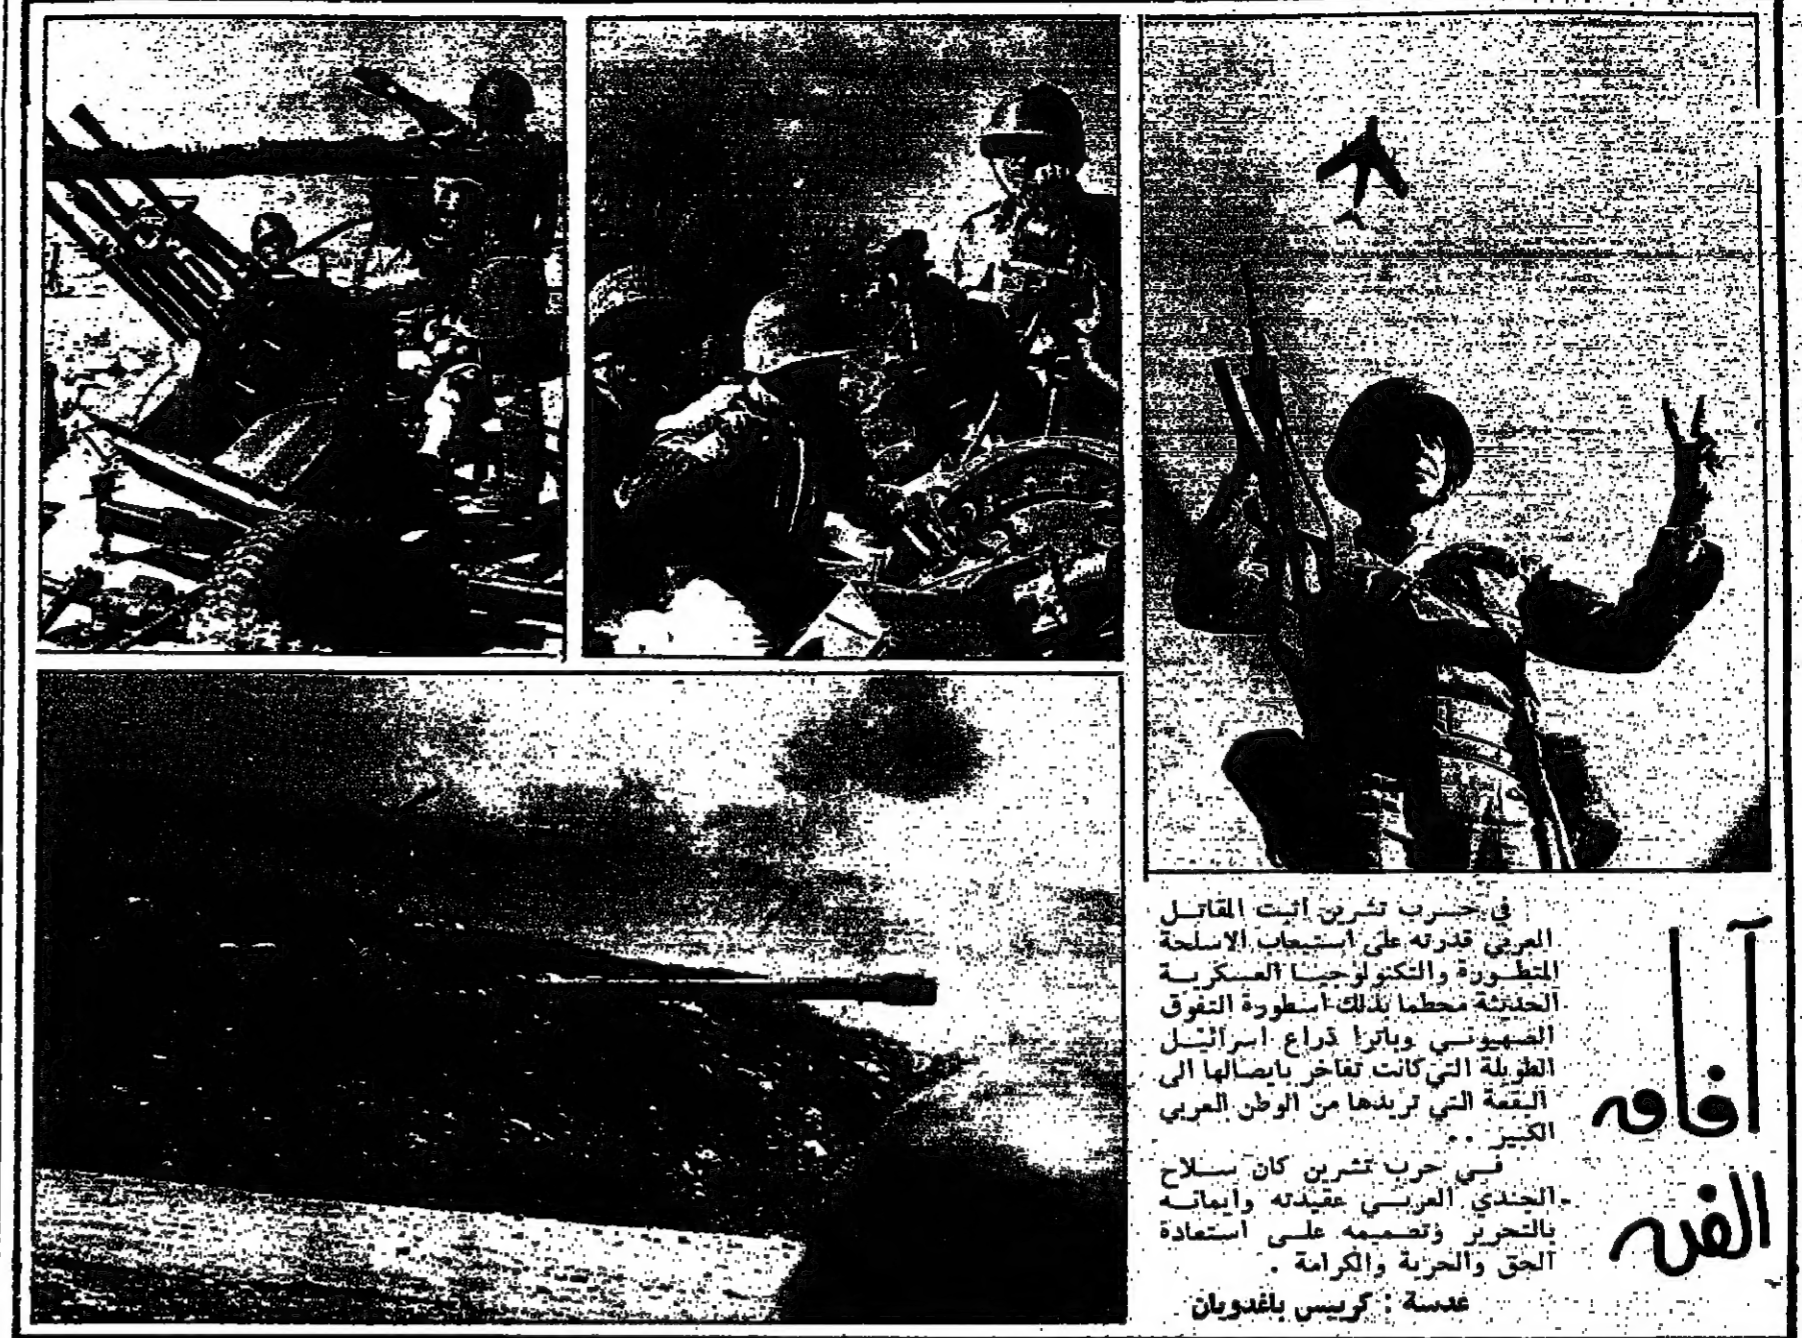 آفاق
الفن
في حرب تشرين اثبت المقاتل
العربي قدرته على استيعاب الاسلحة
المتطورة والتكنولوجيا العسكرية
الحديثة محطما بذلك اسطورة التفوق
الصهيوني وباترا ذراع اسرائيل
الطويلة التي كانت تفاخر بايصالها الى
البقعة التي تريدها من الوطن العربي
الكبير ..
في حرب تشرين كان سلاح
الجندي العربي عقيدته وايمانه
بالتحرير وتصميمه على استعادة
الحق والحرية والكرامة .
عدسة : كريس باغدويان